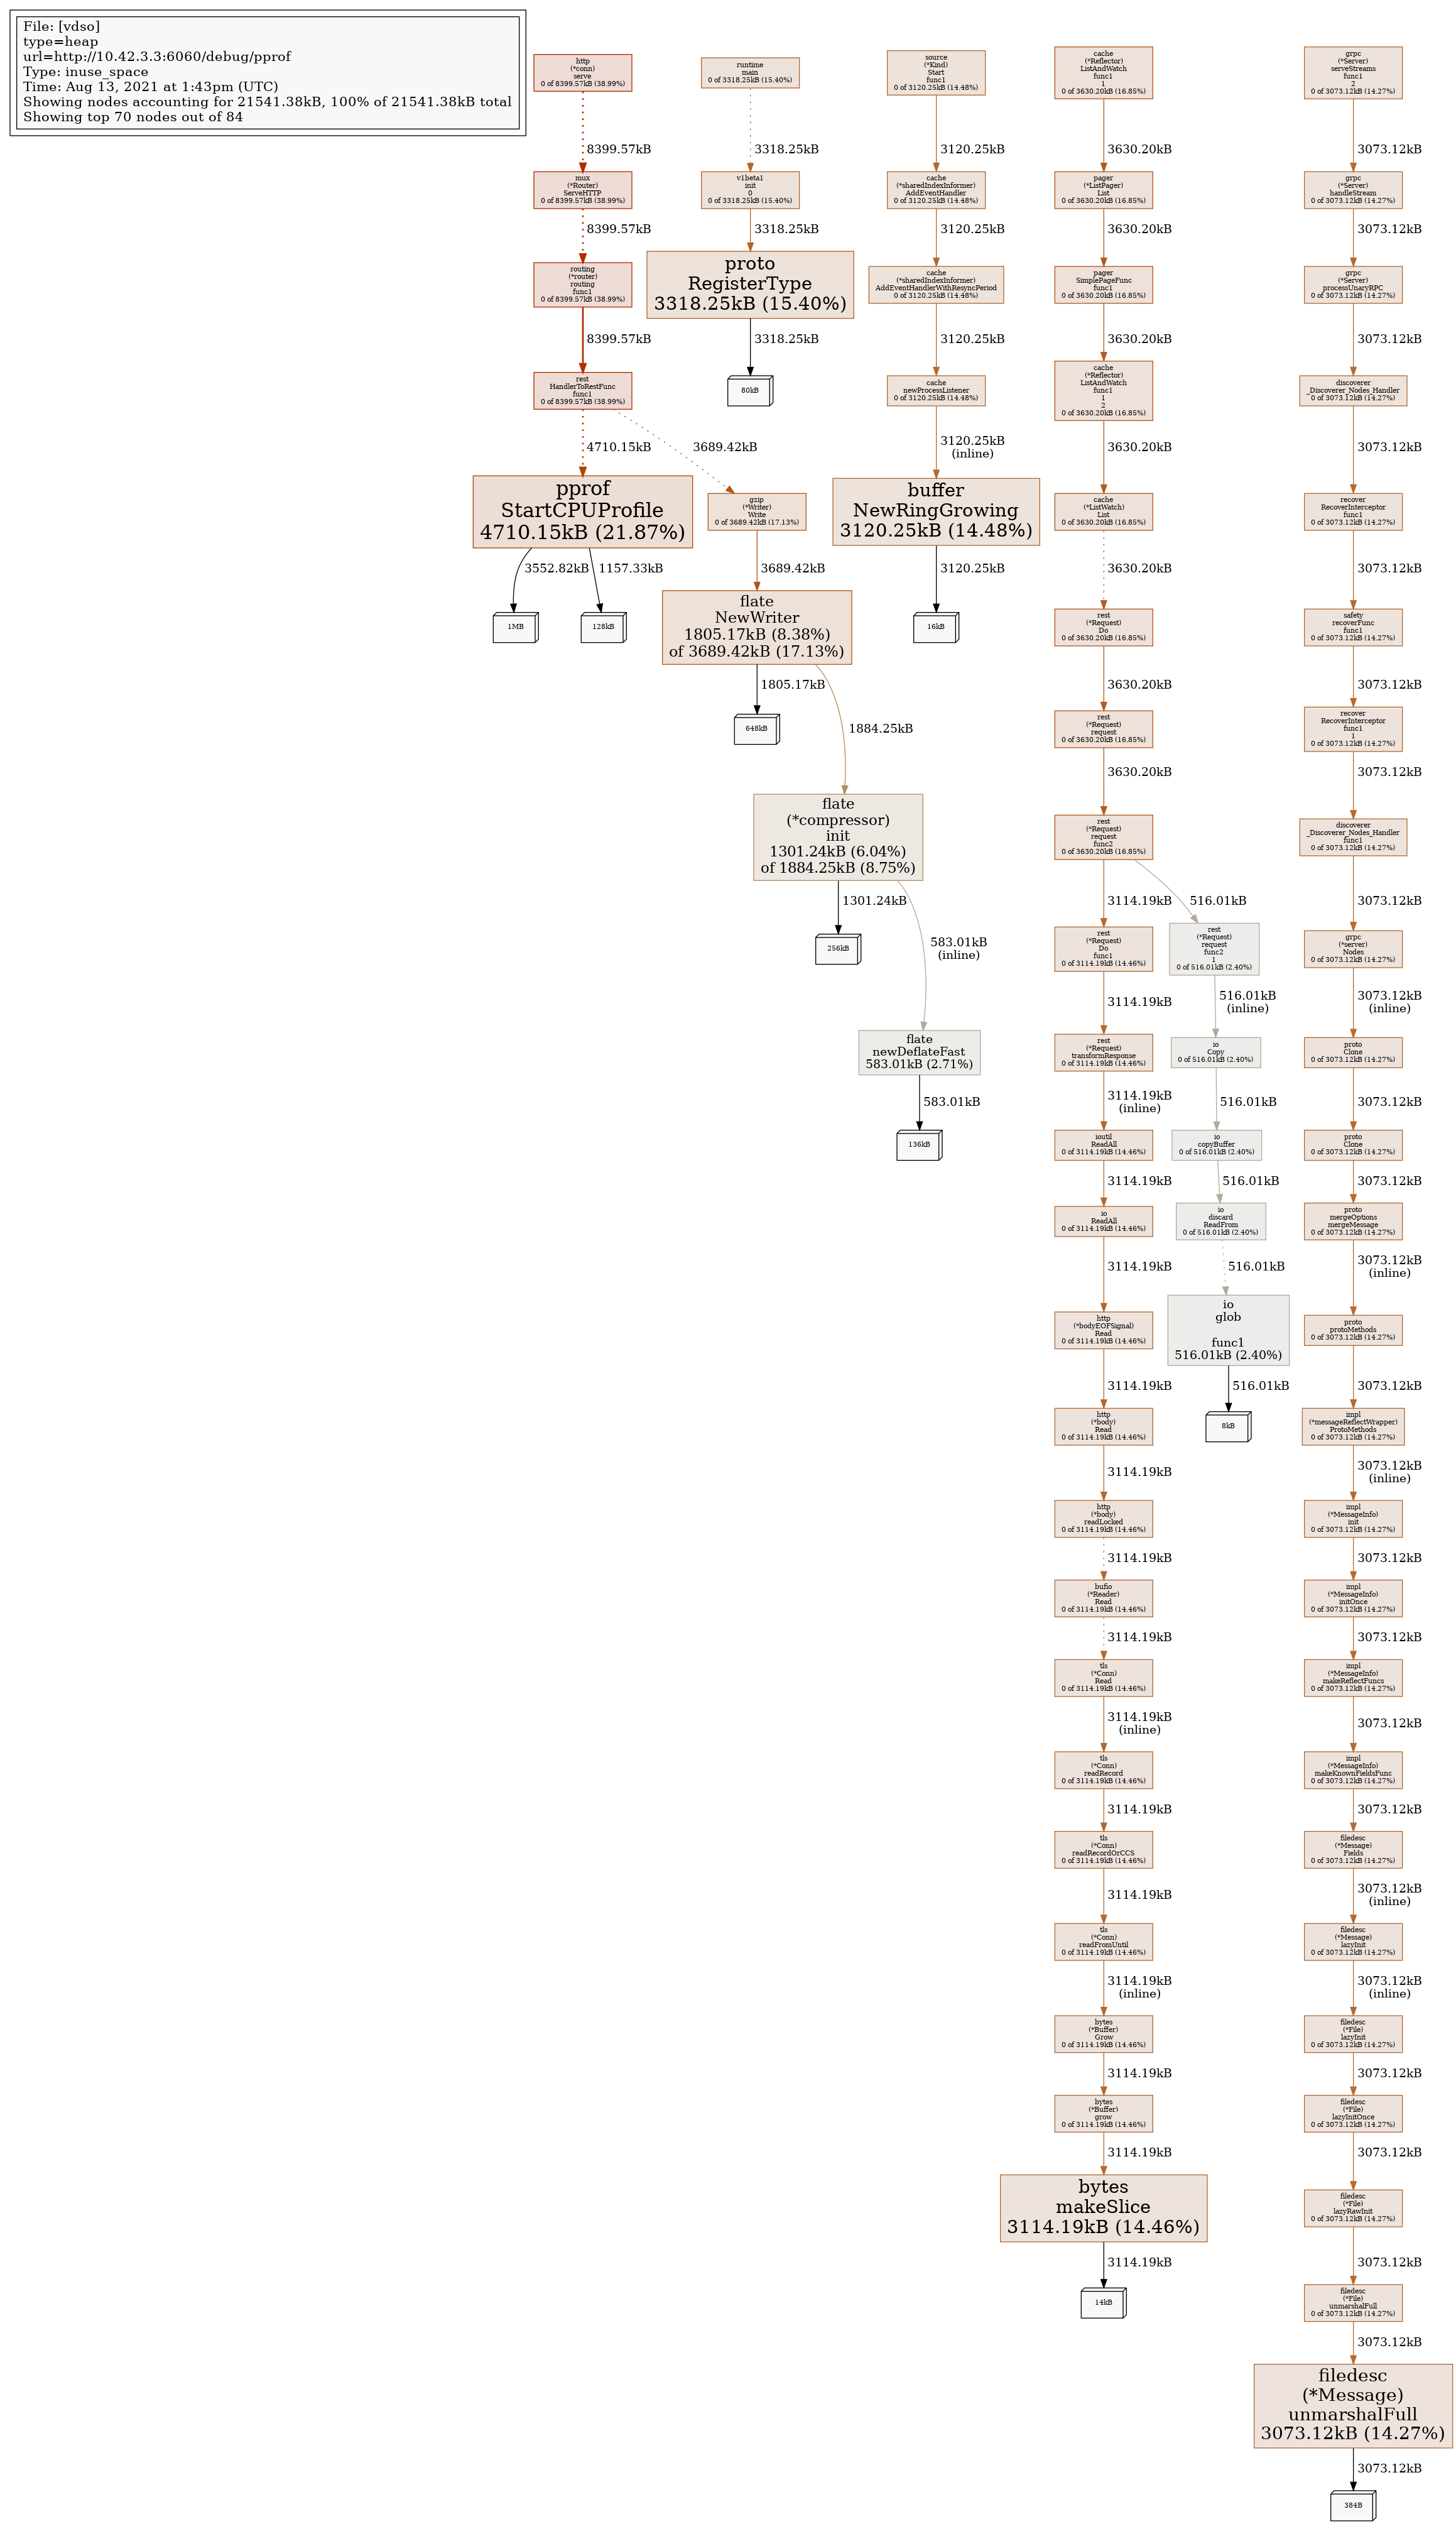 File: [vdso]
type=heap
url=http://10.42.3.3:6060/debug/pprof
Type: inuse_space
Time: Aug 13, 2021 at 1:43pm (UTC)
Showing nodes accounting for 21541.38kB, 100% of 21541.38kB total
Showing top 70 nodes out of 84
http
(*conn)
serve
0 of 8399.57kB (38.99%)
8399.57kB
mux
(*Router)
ServeHTTP
0 of 8399.57kB (38.99%)
8399.57kB
routing
(*router)
routing
func1
0 of 8399.57kB (38.99%)
8399.57kB
rest
HandlerToRestFunc
func1
0 of 8399.57kB (38.99%)
4710.15kB
3689.42kB
pprof
StartCPUProfile
4710.15kB (21.87%)
3552.82kB
1157.33kB
1MB
128kB
gzip
(*Writer)
Write
0 of 3689.42kB (17.13%)
3689.42kB
flate
NewWriter
1805.17kB (8.38%)
of 3689.42kB (17.13%)
1805.17kB
648kB
1884.25kB
flate
(*compressor)
init
1301.24kB (6.04%)
of 1884.25kB (8.75%)
1301.24kB
256kB
583.01kB
(inline)
flate
newDeflateFast
583.01kB (2.71%)
583.01kB
136kB
runtime
main
0 of 3318.25kB (15.40%)
3318.25kB
v1beta1
init
0
0 of 3318.25kB (15.40%)
3318.25kB
proto
RegisterType
3318.25kB (15.40%)
3318.25kB
80kB
source
(*Kind)
Start
func1
0 of 3120.25kB (14.48%)
3120.25kB
cache
(*sharedIndexInformer)
AddEventHandler
0 of 3120.25kB (14.48%)
3120.25kB
cache
(*sharedIndexInformer)
AddEventHandlerWithResyncPeriod
0 of 3120.25kB (14.48%)
3120.25kB
cache
newProcessListener
0 of 3120.25kB (14.48%)
3120.25kB
(inline)
buffer
NewRingGrowing
3120.25kB (14.48%)
3120.25kB
16kB
cache
(*Reflector)
ListAndWatch
func1
1
0 of 3630.20kB (16.85%)
3630.20kB
pager
(*ListPager)
List
0 of 3630.20kB (16.85%)
3630.20kB
pager
SimplePageFunc
func1
0 of 3630.20kB (16.85%)
3630.20kB
cache
(*Reflector)
ListAndWatch
func1
1
2
0 of 3630.20kB (16.85%)
3630.20kB
cache
(*ListWatch)
List
0 of 3630.20kB (16.85%)
3630.20kB
rest
(*Request)
Do
0 of 3630.20kB (16.85%)
3630.20kB
rest
(*Request)
request
0 of 3630.20kB (16.85%)
3630.20kB
rest
(*Request)
request
func2
0 of 3630.20kB (16.85%)
3114.19kB
516.01kB
rest
(*Request)
Do
func1
0 of 3114.19kB (14.46%)
3114.19kB
rest
(*Request)
transformResponse
0 of 3114.19kB (14.46%)
3114.19kB
(inline)
ioutil
ReadAll
0 of 3114.19kB (14.46%)
3114.19kB
io
ReadAll
0 of 3114.19kB (14.46%)
3114.19kB
http
(*bodyEOFSignal)
Read
0 of 3114.19kB (14.46%)
3114.19kB
http
(*body)
Read
0 of 3114.19kB (14.46%)
3114.19kB
http
(*body)
readLocked
0 of 3114.19kB (14.46%)
3114.19kB
bufio
(*Reader)
Read
0 of 3114.19kB (14.46%)
3114.19kB
tls
(*Conn)
Read
0 of 3114.19kB (14.46%)
3114.19kB
(inline)
tls
(*Conn)
readRecord
0 of 3114.19kB (14.46%)
3114.19kB
tls
(*Conn)
readRecordOrCCS
0 of 3114.19kB (14.46%)
3114.19kB
tls
(*Conn)
readFromUntil
0 of 3114.19kB (14.46%)
3114.19kB
(inline)
bytes
(*Buffer)
Grow
0 of 3114.19kB (14.46%)
3114.19kB
bytes
(*Buffer)
grow
0 of 3114.19kB (14.46%)
3114.19kB
bytes
makeSlice
3114.19kB (14.46%)
3114.19kB
14kB
rest
(*Request)
request
func2
1
0 of 516.01kB (2.40%)
516.01kB
(inline)
io
Copy
0 of 516.01kB (2.40%)
516.01kB
io
copyBuffer
0 of 516.01kB (2.40%)
516.01kB
io
discard
ReadFrom
0 of 516.01kB (2.40%)
516.01kB
io
glob
func1
516.01kB (2.40%)
516.01kB
8kB
grpc
(*Server)
serveStreams
func1
2
0 of 3073.12kB (14.27%)
3073.12kB
grpc
(*Server)
handleStream
0 of 3073.12kB (14.27%)
3073.12kB
grpc
(*Server)
processUnaryRPC
0 of 3073.12kB (14.27%)
3073.12kB
discoverer
_Discoverer_Nodes_Handler
0 of 3073.12kB (14.27%)
3073.12kB
recover
RecoverInterceptor
func1
0 of 3073.12kB (14.27%)
3073.12kB
safety
recoverFunc
func1
0 of 3073.12kB (14.27%)
3073.12kB
recover
RecoverInterceptor
func1
1
0 of 3073.12kB (14.27%)
3073.12kB
discoverer
_Discoverer_Nodes_Handler
func1
0 of 3073.12kB (14.27%)
3073.12kB
grpc
(*server)
Nodes
0 of 3073.12kB (14.27%)
3073.12kB
(inline)
proto
Clone
0 of 3073.12kB (14.27%)
3073.12kB
proto
Clone
0 of 3073.12kB (14.27%)
3073.12kB
proto
mergeOptions
mergeMessage
0 of 3073.12kB (14.27%)
3073.12kB
(inline)
proto
protoMethods
0 of 3073.12kB (14.27%)
3073.12kB
impl
(*messageReflectWrapper)
ProtoMethods
0 of 3073.12kB (14.27%)
3073.12kB
(inline)
impl
(*MessageInfo)
init
0 of 3073.12kB (14.27%)
3073.12kB
impl
(*MessageInfo)
initOnce
0 of 3073.12kB (14.27%)
3073.12kB
impl
(*MessageInfo)
makeReflectFuncs
0 of 3073.12kB (14.27%)
3073.12kB
impl
(*MessageInfo)
makeKnownFieldsFunc
0 of 3073.12kB (14.27%)
3073.12kB
filedesc
(*Message)
Fields
0 of 3073.12kB (14.27%)
3073.12kB
(inline)
filedesc
(*Message)
lazyInit
0 of 3073.12kB (14.27%)
3073.12kB
(inline)
filedesc
(*File)
lazyInit
0 of 3073.12kB (14.27%)
3073.12kB
filedesc
(*File)
lazyInitOnce
0 of 3073.12kB (14.27%)
3073.12kB
filedesc
(*File)
lazyRawInit
0 of 3073.12kB (14.27%)
3073.12kB
filedesc
(*File)
unmarshalFull
0 of 3073.12kB (14.27%)
3073.12kB
filedesc
(*Message)
unmarshalFull
3073.12kB (14.27%)
3073.12kB
384B